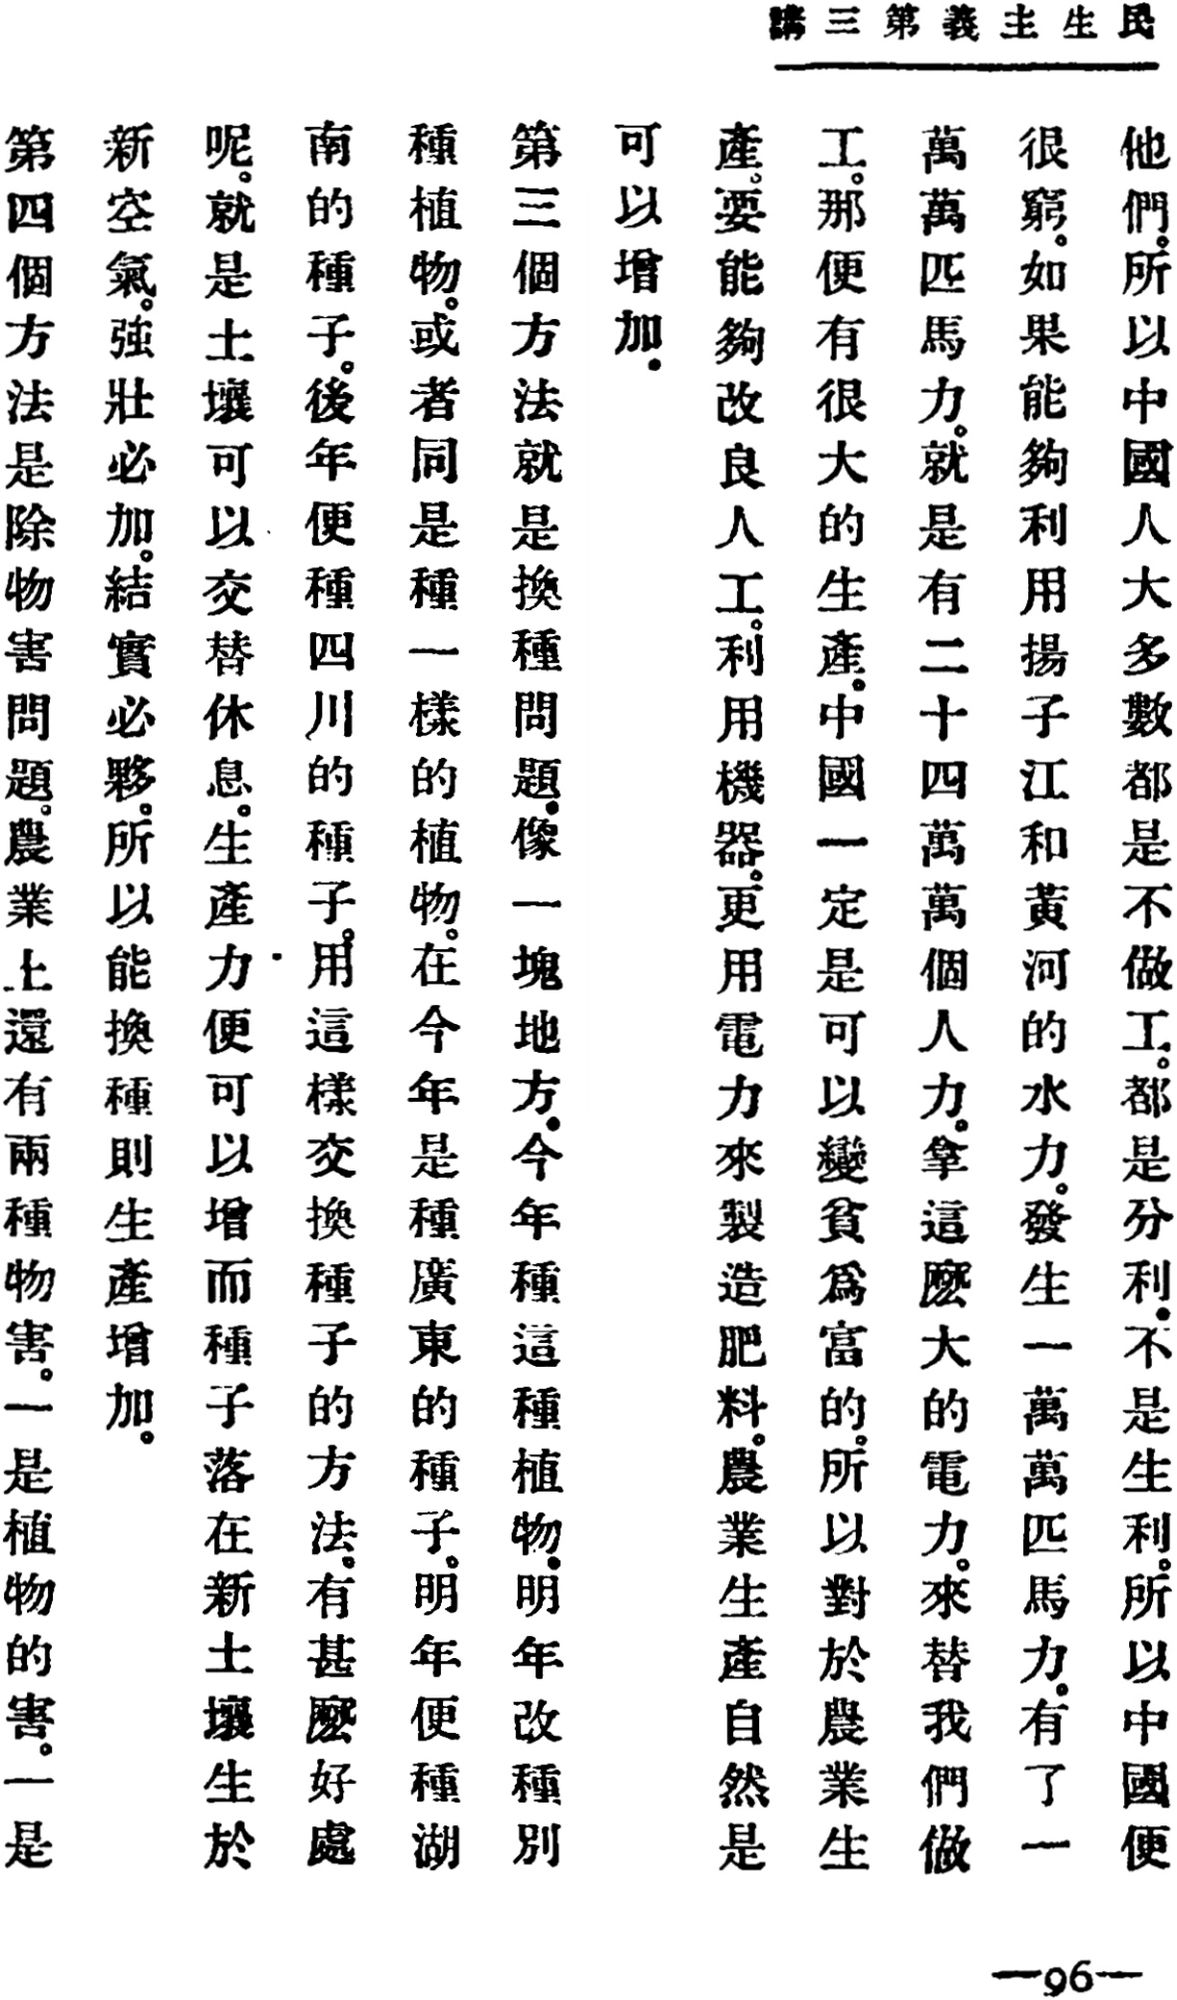 民生主義第三講
他們。所以中國人大多數都是不做工。都是分利。不是生利。所以中國便
很窮。如果能夠利用揚子江和黃河的水力。發生一萬萬匹馬力。有了一
萬萬匹馬力。就是有二十四萬萬個人力。拿這麽大的電力。來替我們做
工。那便有很大的生產。中國一定是可以變貧爲富的。所以對於農業生
產。要能夠改良人工。利用機器。更用電力來製造肥料。農業生產自然是
可以增加。
第三個方法就是換種問題。像一塊地方。今年種這種植物。明年改種別
種植物。或者同是種一樣的植物。在今年是種廣東的種子。明年便種湖
南的種子。後年便種四川的種子。用這樣交換種子的方法。有甚麽好處
呢。就是土壤可以交替休息。生產力便可以增而種子落在新土壤生於
新空氣。強壯必加。結實必夥。所以能換種則生產增加。
第四個方法是除物害問題。農業上還有兩種物害。一是植物的害。一是
—96—